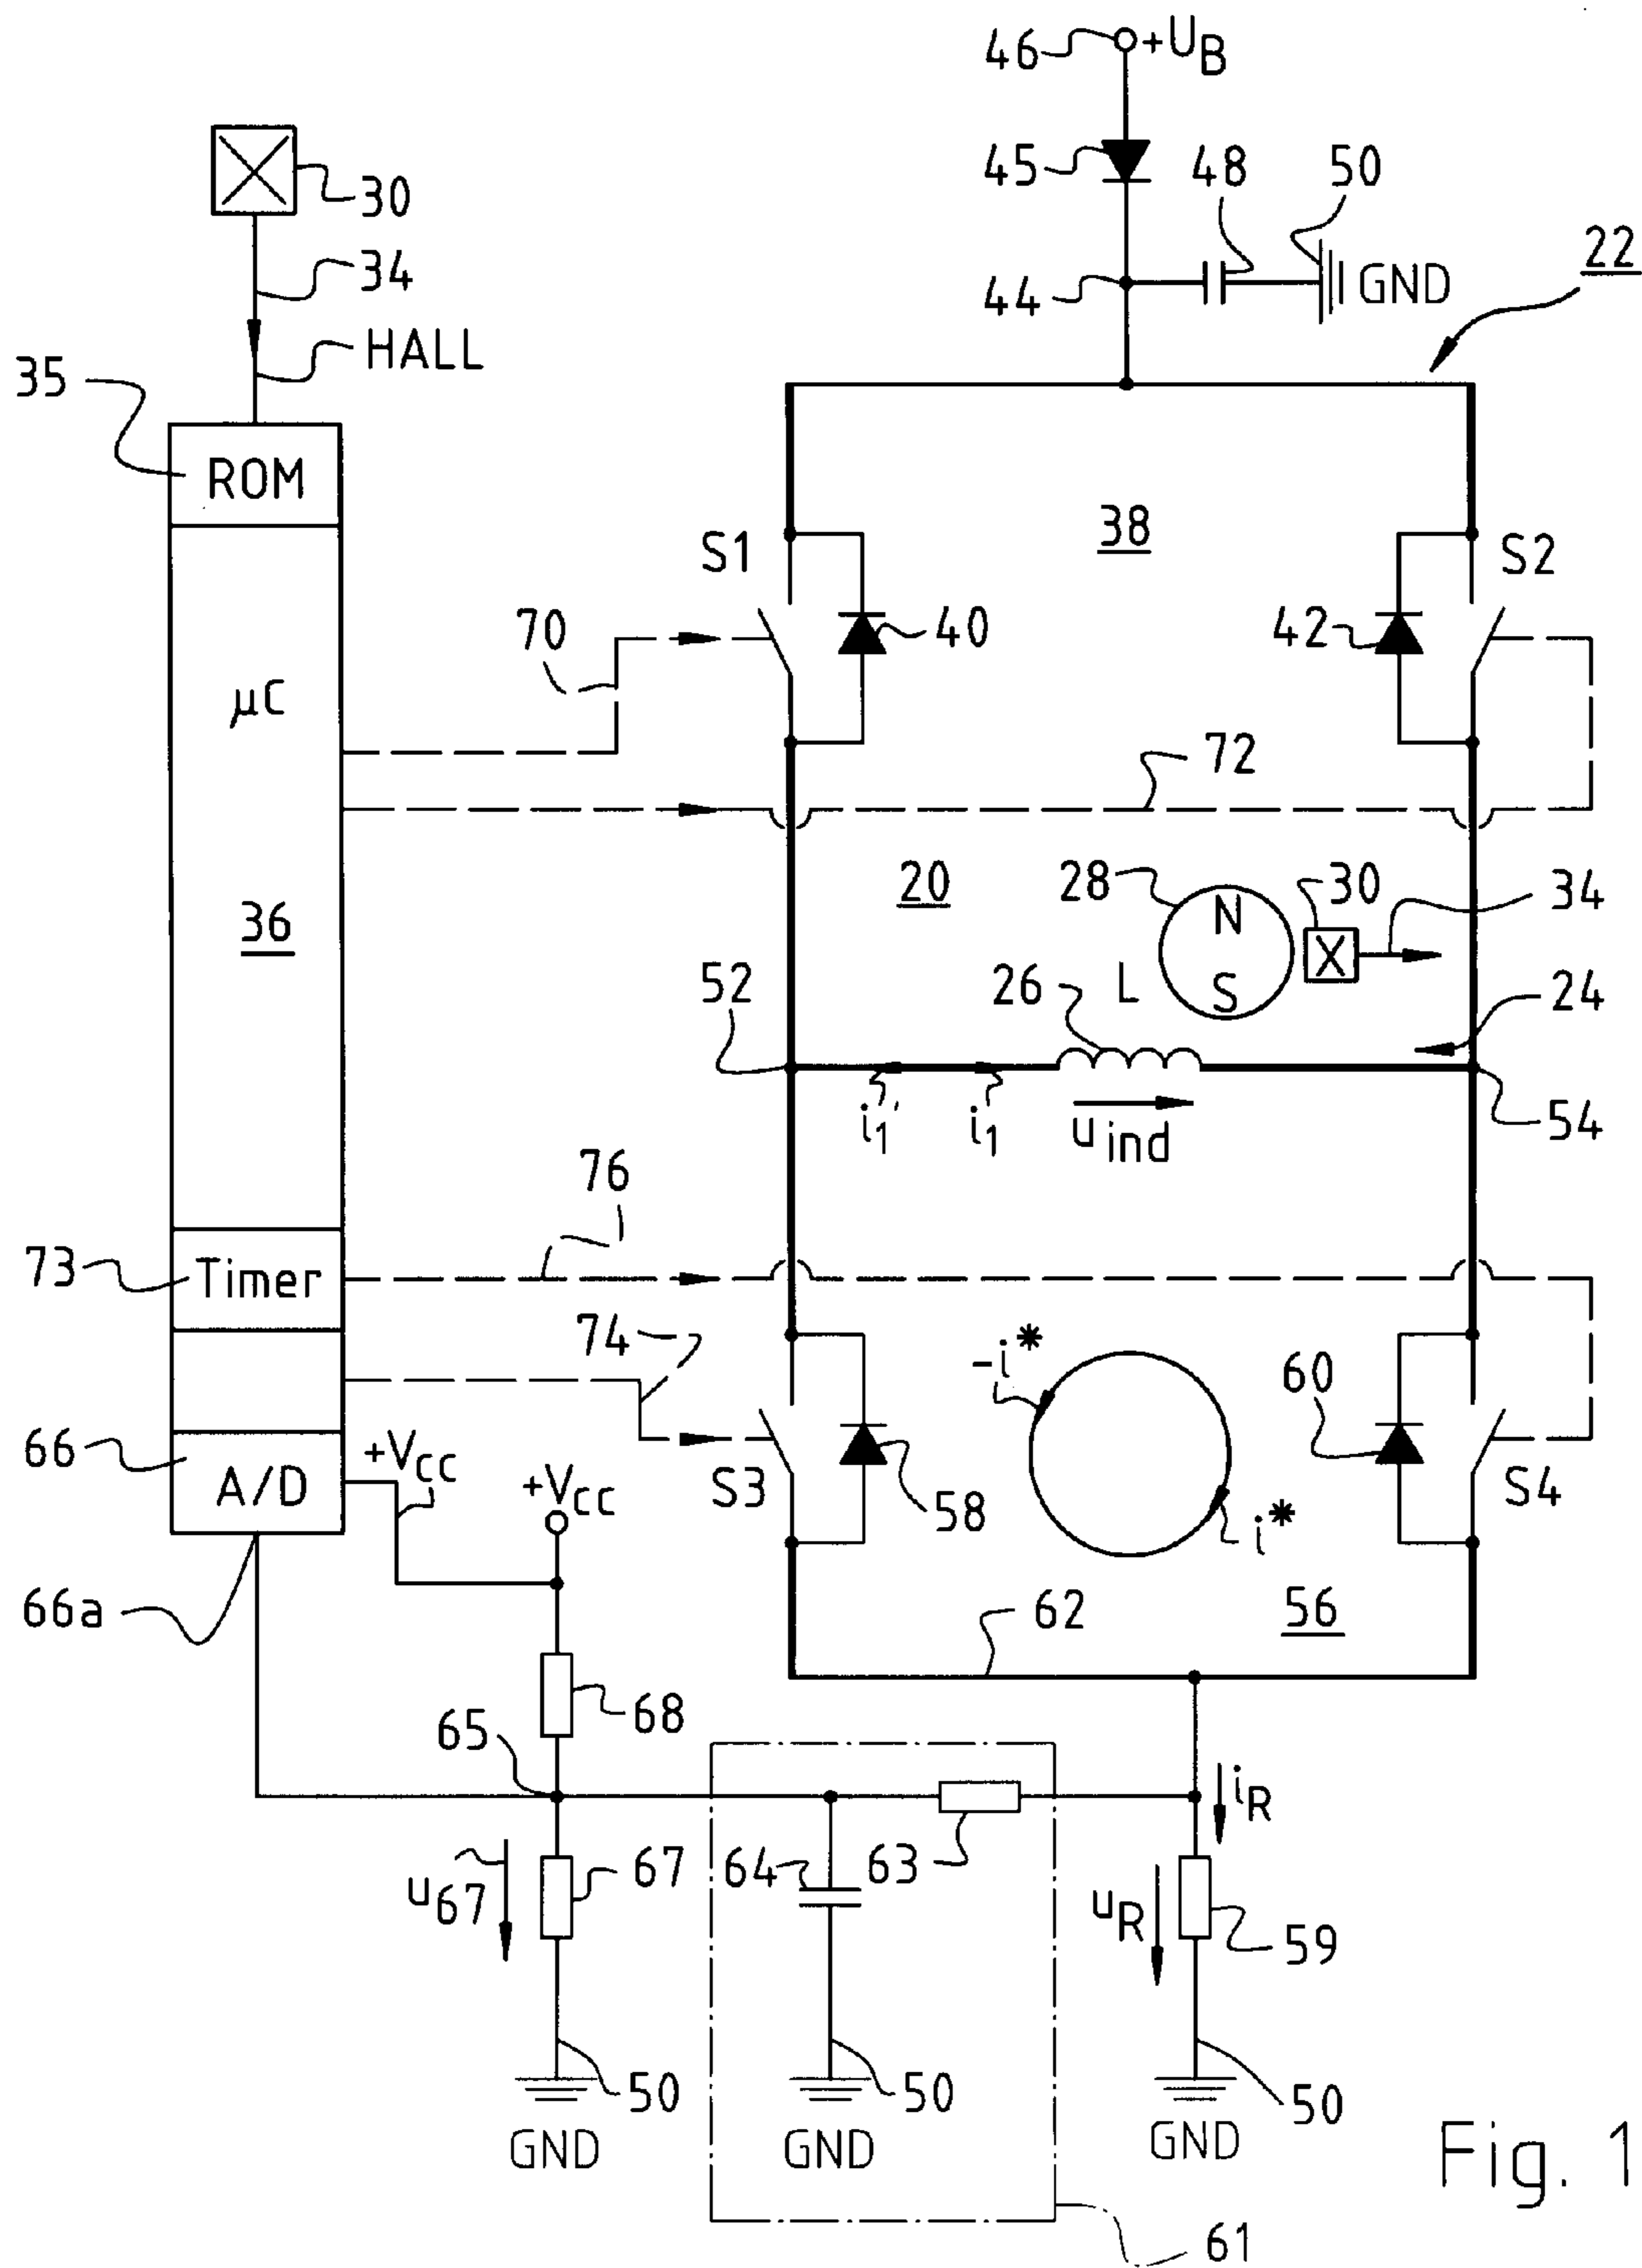 46
+UB
45
48
50
30
22
34
44
GND
HALL
35
ROM
38
S1
S2
70
40
42
µC
72
36
20
28
N
30
34
52
26
L
S
24
i1'
i1
uind
54
76
73
Timer
74
-i*
60
66
+VCC
A/D
+VCC
S3
58
i*
S4
66a
62
56
68
65
iR
u67
67
64
63
uR
59
50
50
50
GND
GND
GND
Fig. 1
61